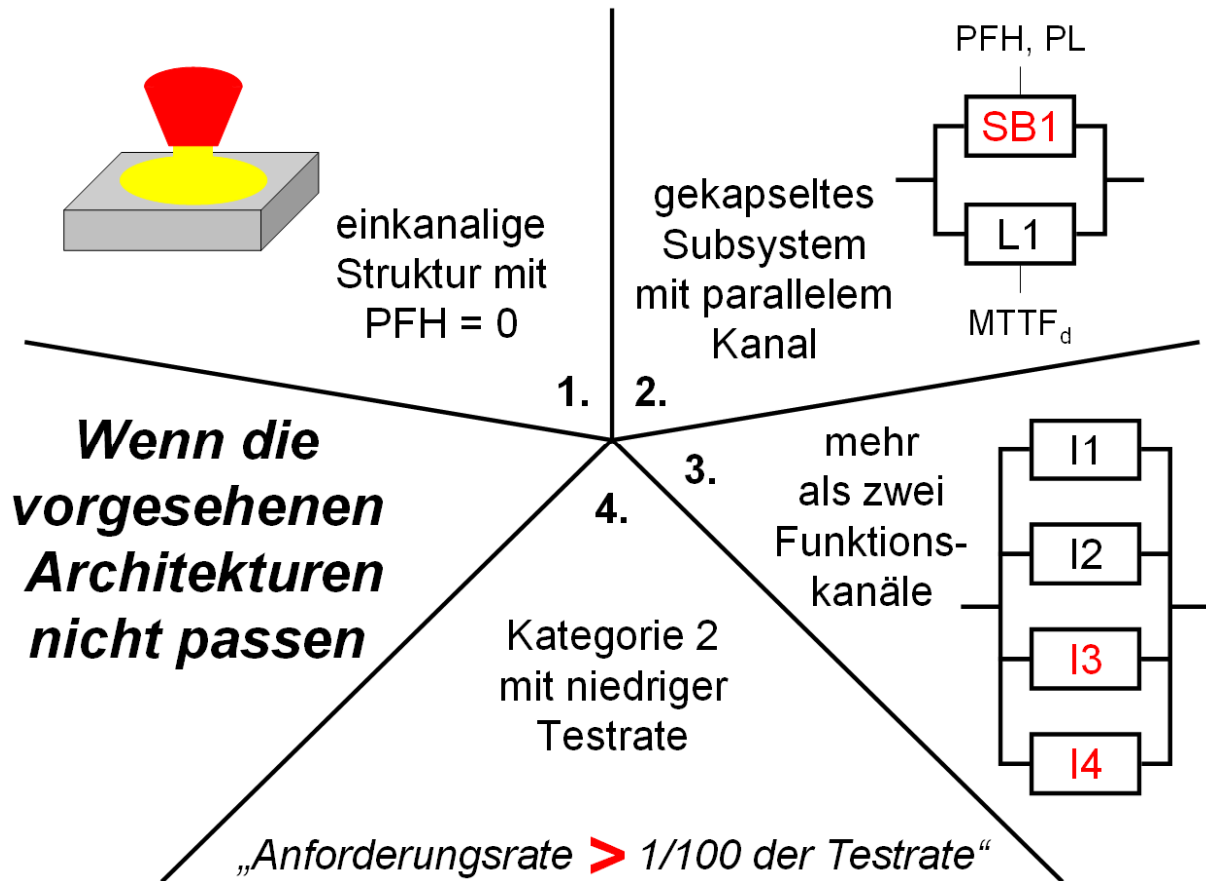 einkanalige
Struktur mit
PFH = 0
1.
PFH, PL
SB1
L1
MTTFd
gekapseltes
Subsystem
mit parallelem
Kanal
2.
Wenn die
vorgesehenen
Architekturen
nicht passen
3.
mehr
als zwei
Funktions-
kanäle
I1
I2
I3
I4
4.
Kategorie 2
mit niedriger
Testrate
„Anforderungsrate > 1/100 der Testrate“